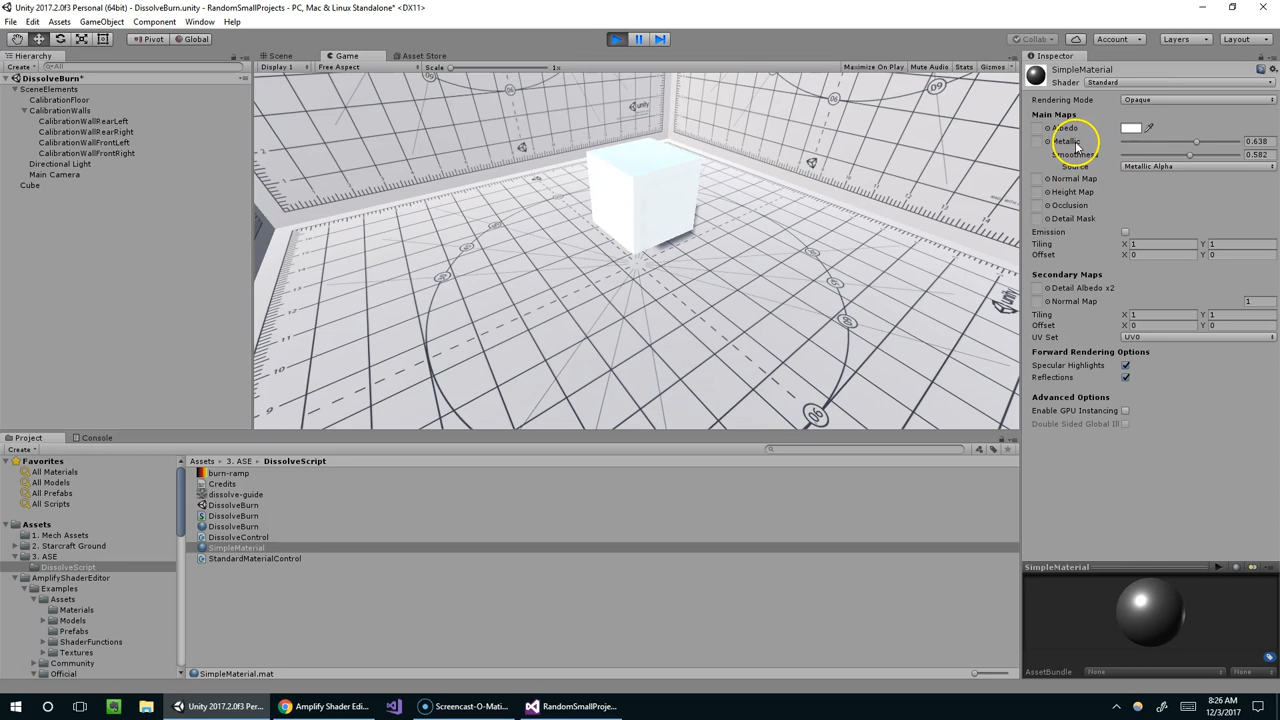 Unity 2017.2.0f3 Personal (64bit) - DissolveBurn.unity - RandomSmallProjects - PC, Mac & Linux Standalone* <DX11>
File Edit Assets GameObject Component Window Help
Pivot Global Collab Account Layers Layout
Hierarchy Scene Game Asset Store Inspector
Create All Display 1 Free Aspect Scale 1x Maximize On Play Mute Audio Stats Gizmos
DissolveBurn*
SceneElements
CalibrationFloor
CalibrationWalls
CalibrationWallRearLeft
CalibrationWallRearRight
CalibrationWallFrontLeft
CalibrationWallFrontRight
Directional Light
Main Camera
Cube
unity
SimpleMaterial
Shader Standard
Rendering Mode Opaque
Main Maps
Albedo
Metallic 0.638
Smoothness 0.582
Source Metallic Alpha
Normal Map
Height Map
Occlusion
Detail Mask
Emission
Tiling X 1 Y 1
Offset X 0 Y 0
Secondary Maps
Detail Albedo x2
Normal Map 1
Tiling X 1 Y 1
Offset X 0 Y 0
UV Set UV0
Forward Rendering Options
Specular Highlights
Reflections
Advanced Options
Enable GPU Instancing
Double Sided Global Ill
Project Console
Create
Favorites
All Materials
All Models
All Prefabs
All Scripts
Assets
1. Mech Assets
2. Starcraft Ground
3. ASE
DissolveScript
AmplifyShaderEditor
Examples
Assets
Materials
Models
Prefabs
ShaderFunctions
Textures
Community
Official
Assets 3. ASE DissolveScript
burn-ramp
Credits
dissolve-guide
DissolveBurn
DissolveBurn
DissolveBurn
DissolveControl
SimpleMaterial
StandardMaterialControl
SimpleMaterial.mat
SimpleMaterial
AssetBundle None None
Unity 2017.2.0f3 Pe... Amplify Shader Edi... Screencast-O-Mati... RandomSmallProje...
8:26 AM
12/3/2017